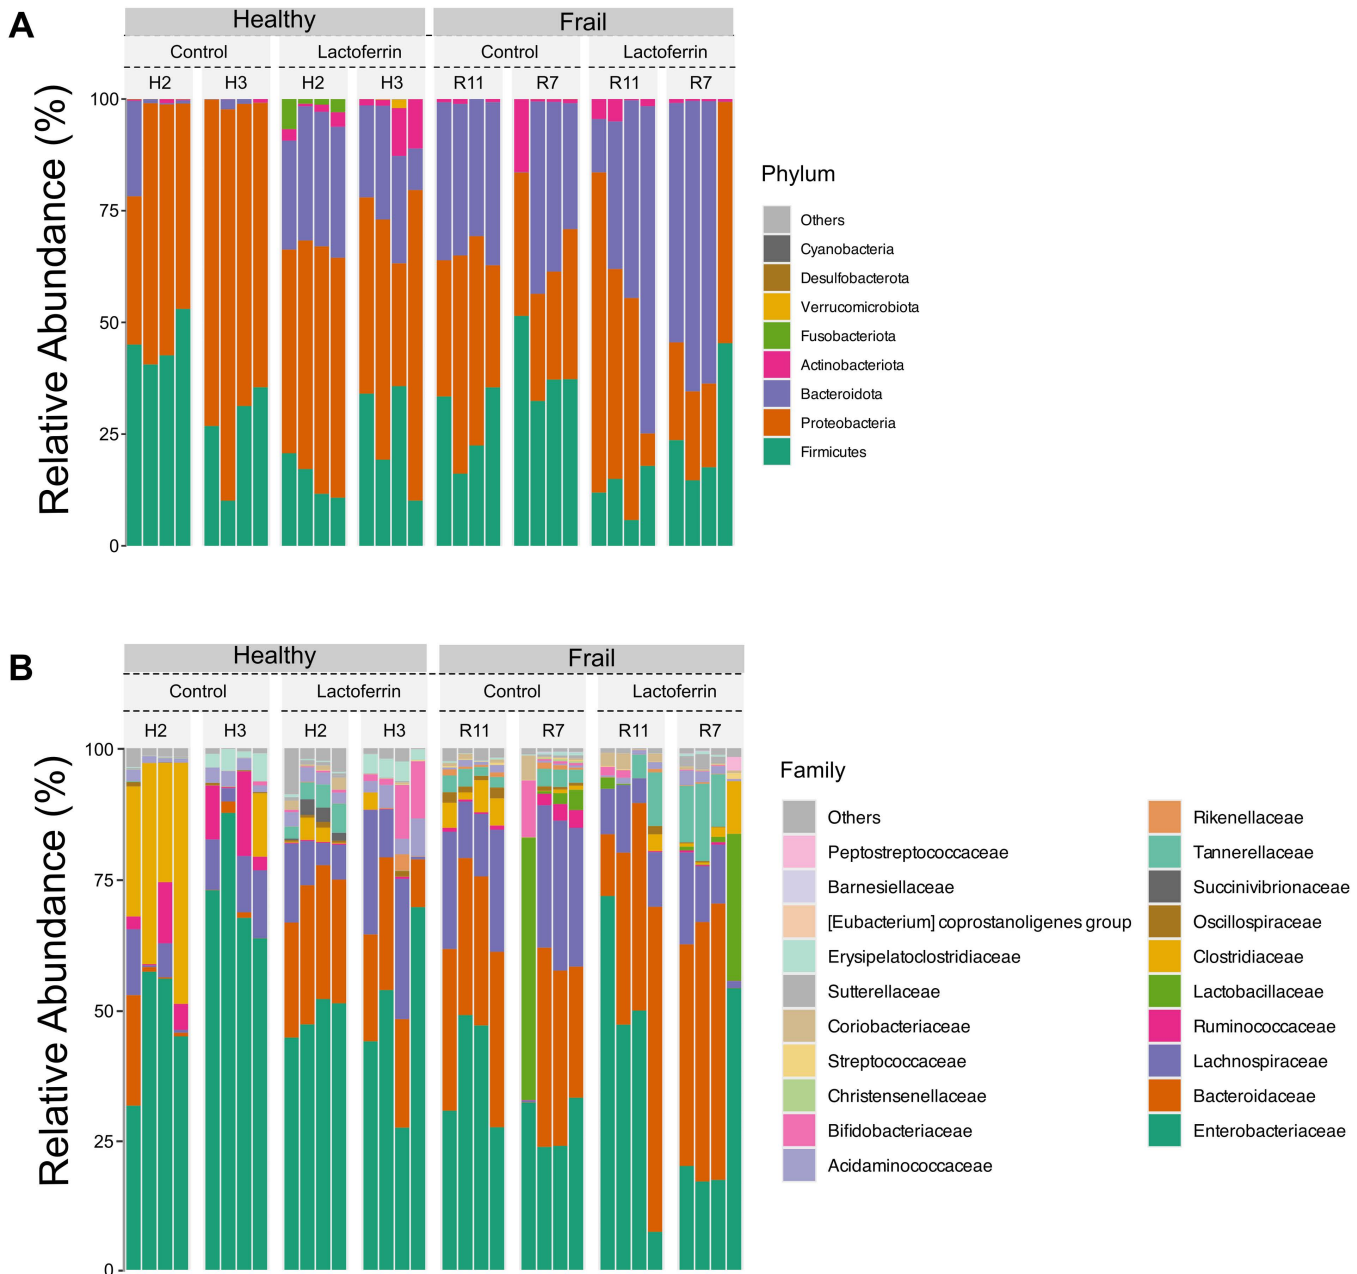 A
Healthy
Frail
Control
Lactoferrin
Control
Lactoferrin
H2
H3
H2
H3
R11
R7
R11
R7
Relative Abundance (%)
100
75
50
25
0
Phylum
Others
Cyanobacteria
Desulfobacterota
Verrucomicrobiota
Fusobacteriota
Actinobacteriota
Bacteroidota
Proteobacteria
Firmicutes
B
Healthy
Frail
Control
Lactoferrin
Control
Lactoferrin
H2
H3
H2
H3
R11
R7
R11
R7
Relative Abundance (%)
100
75
50
25
0
Family
Others
Peptostreptococcaceae
Barnesiellaceae
[Eubacterium] coprostanoligenes group
Erysipelatoclostridiaceae
Sutterellaceae
Coriobacteriaceae
Streptococcaceae
Christensenellaceae
Bifidobacteriaceae
Acidaminococcaceae
Rikenellaceae
Tannerellaceae
Succinivibrionaceae
Oscillospiraceae
Clostridiaceae
Lactobacillaceae
Ruminococcaceae
Lachnospiraceae
Bacteroidaceae
Enterobacteriaceae